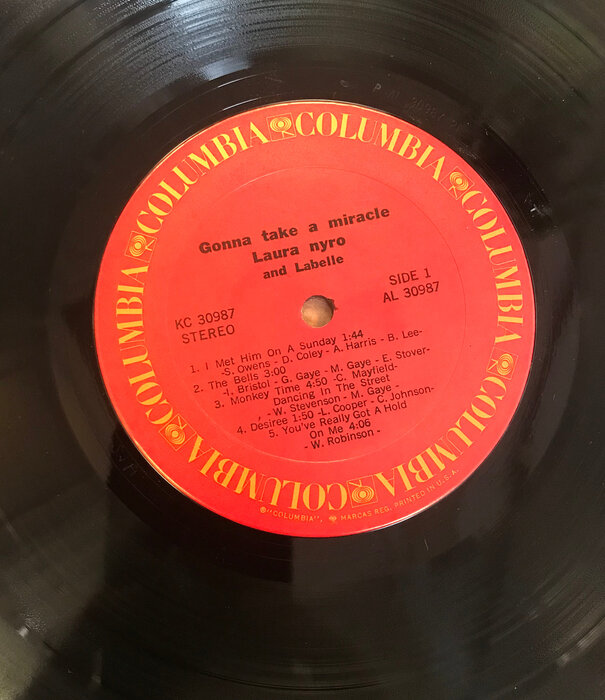 COLUMBIA COLUMBIA COLUMBIA COLUMBIA COLUMBIA COLUMBIA
Gonna take a miracle
Laura nyro
and Labelle
KC 30987
STEREO
SIDE 1
AL 30987
1. I Met Him On A Sunday 1:44
-S. Owens - D. Coley - A. Harris - B. Lee-
2. The Bells 3:00
-I. Bristol - G. Gaye - M. Gaye - E. Stover-
3. Monkey Time 4:50 -C. Mayfield-
Dancing In The Street
, - W. Stevenson - M. Gaye -
4. Desiree 1:50 -L. Cooper - C. Johnson-
5. You've Really Got A Hold
On Me 4:06
- W. Robinson -
®"COLUMBIA", MARCAS REG. PRINTED IN U.S.A.